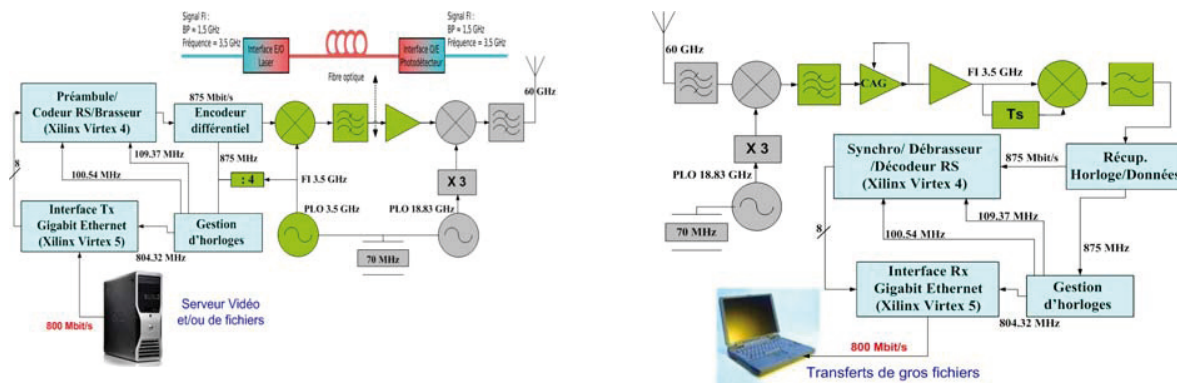 Signal FI :
BP = 1,5 GHz
Fréquence = 3,5 GHz
Interface E/O
Laser
Interface O/E
Photodétecteur
Signal FI :
BP = 1,5 GHz
Fréquence = 3,5 GHz
Fibre optique
60 GHz
Préambule/
Codeur RS/Brasseur
(Xilinx Virtex 4)
875 Mbit/s
Encodeur
différentiel
109.37 MHz
875 MHz
100.54 MHz
: 4
FI 3.5 GHz
X 3
8
PLO 3.5 GHz
PLO 18.83 GHz
Interface Tx
Gigabit Ethernet
(Xilinx Virtex 5)
Gestion
d'horloges
70 MHz
804.32 MHz
800 Mbit/s
Serveur Vidéo
et/ou de fichiers
60 GHz
CAG
FI 3.5 GHz
Ts
X 3
PLO 18.83 GHz
70 MHz
Synchro/ Débrasseur
/Décodeur RS
(Xilinx Virtex 4)
875 Mbit/s
Récup.
Horloge/Données
109.37 MHz
100.54 MHz
8
875 MHz
Interface Rx
Gigabit Ethernet
(Xilinx Virtex 5)
Gestion
d'horloges
804.32 MHz
800 Mbit/s
Transferts de gros fichiers